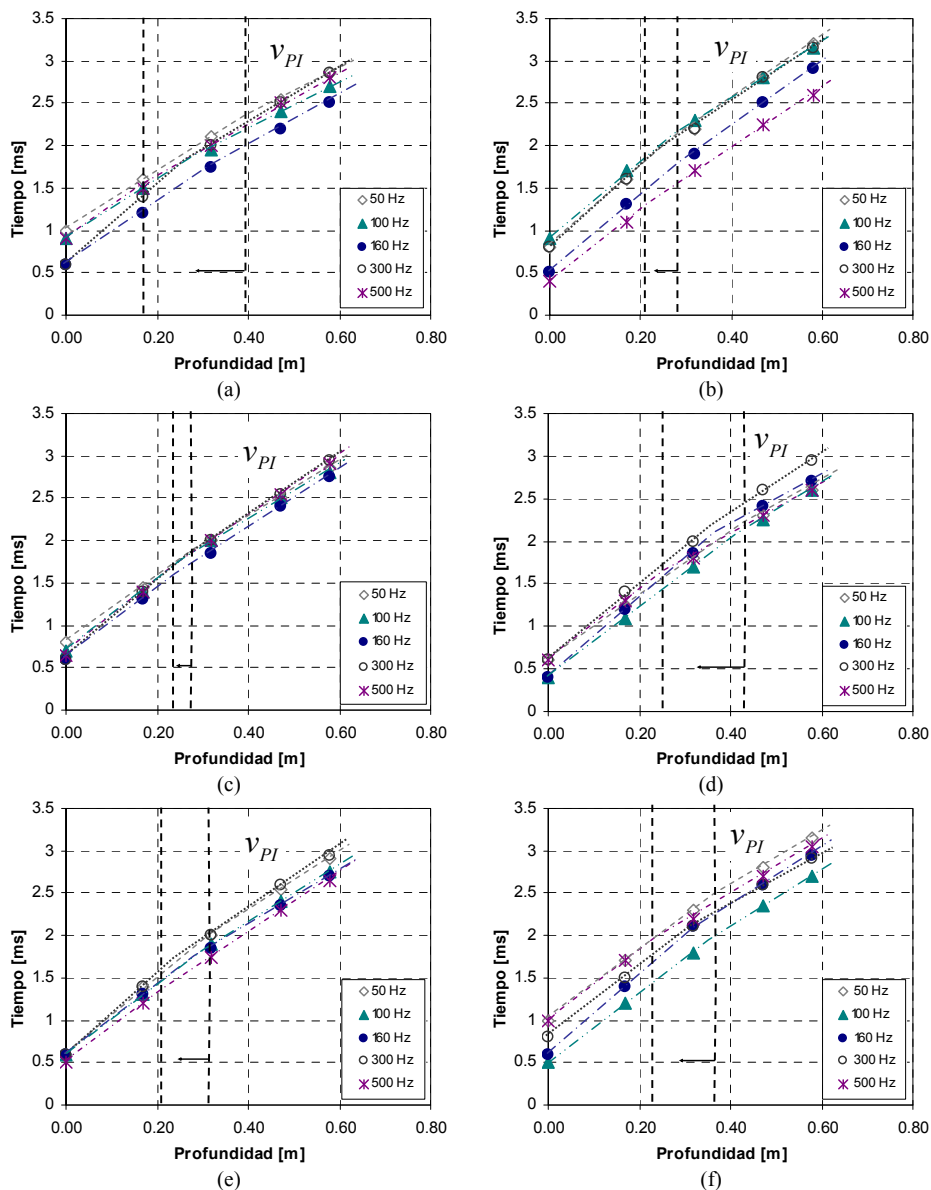 3.5
3
2.5
2
1.5
1
0.5
0
Tiempo [ms]
v_PI
50 Hz
100 Hz
160 Hz
300 Hz
500 Hz
0.00 0.20 0.40 0.60 0.80
Profundidad [m]
(a)
3.5
3
2.5
2
1.5
1
0.5
0
Tiempo [ms]
v_PI
50 Hz
100 Hz
160 Hz
300 Hz
500 Hz
0.00 0.20 0.40 0.60 0.80
Profundidad [m]
(b)
3.5
3
2.5
2
1.5
1
0.5
0
Tiempo [ms]
v_PI
50 Hz
100 Hz
160 Hz
300 Hz
500 Hz
0.00 0.20 0.40 0.60 0.80
Profundidad [m]
(c)
3.5
3
2.5
2
1.5
1
0.5
0
Tiempo [ms]
v_PI
50 Hz
100 Hz
160 Hz
300 Hz
500 Hz
0.00 0.20 0.40 0.60 0.80
Profundidad [m]
(d)
3.5
3
2.5
2
1.5
1
0.5
0
Tiempo [ms]
v_PI
50 Hz
100 Hz
160 Hz
300 Hz
500 Hz
0.00 0.20 0.40 0.60 0.80
Profundidad [m]
(e)
3.5
3
2.5
2
1.5
1
0.5
0
Tiempo [ms]
v_PI
50 Hz
100 Hz
160 Hz
300 Hz
500 Hz
0.00 0.20 0.40 0.60 0.80
Profundidad [m]
(f)